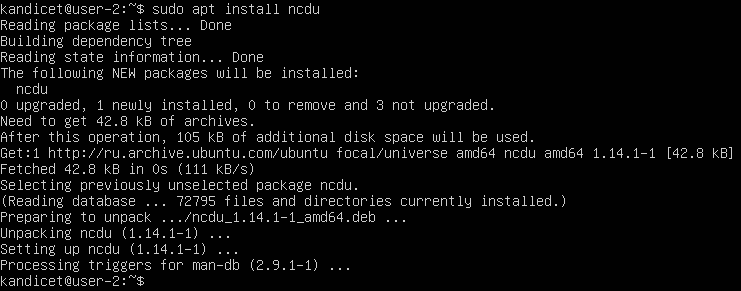 kandicet@user-2:~$ sudo apt install ncdu
Reading package lists... Done
Building dependency tree
Reading state information... Done
The following NEW packages will be installed:
  ncdu
0 upgraded, 1 newly installed, 0 to remove and 3 not upgraded.
Need to get 42.8 kB of archives.
After this operation, 105 kB of additional disk space will be used.
Get:1 http://ru.archive.ubuntu.com/ubuntu focal/universe amd64 ncdu amd64 1.14.1-1 [42.8 kB]
Fetched 42.8 kB in 0s (111 kB/s)
Selecting previously unselected package ncdu.
(Reading database ... 72795 files and directories currently installed.)
Preparing to unpack .../ncdu_1.14.1-1_amd64.deb ...
Unpacking ncdu (1.14.1-1) ...
Setting up ncdu (1.14.1-1) ...
Processing triggers for man-db (2.9.1-1) ...
kandicet@user-2:~$